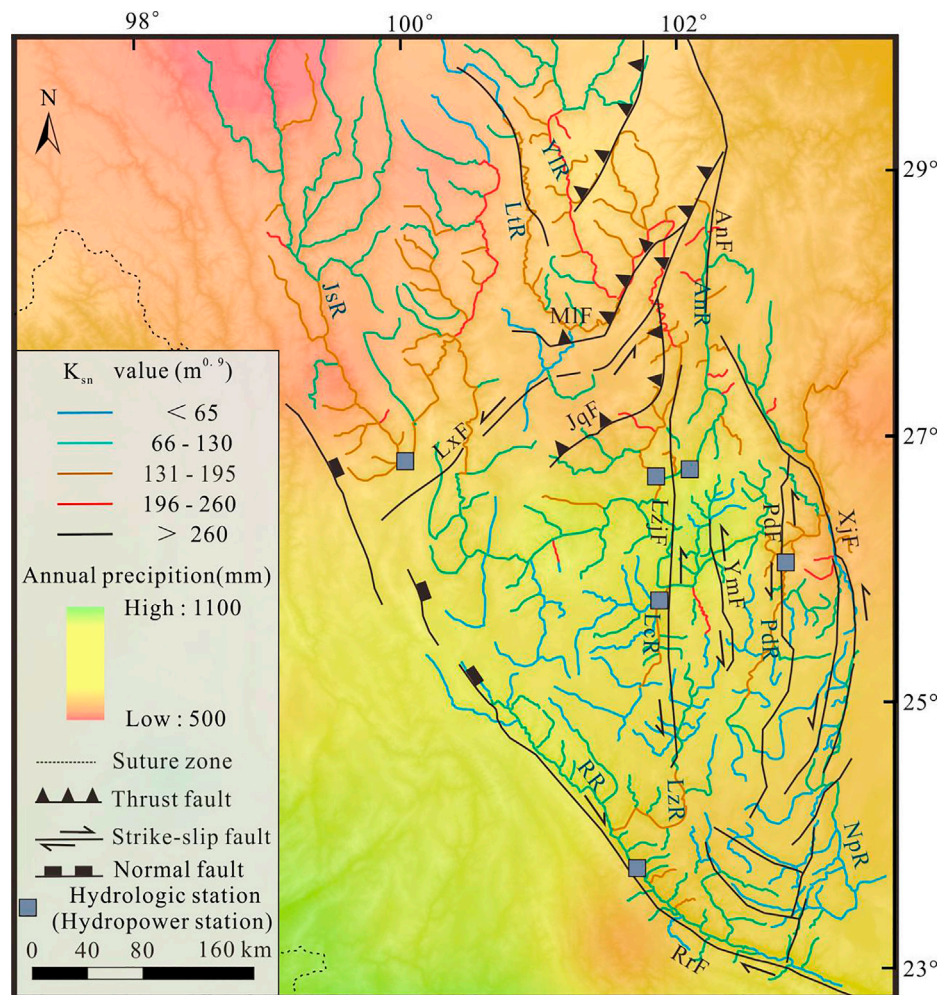 98°
100°
102°
N
29°
27°
25°
23°
YlR
LtR
JsR
AnF
AnR
MlF
LxF
JqF
LzjF
PdF
XjF
YmF
LcR
PdR
RR
LzR
NpR
RrF
Ksn value (m0.9)
< 65
66 - 130
131 - 195
196 - 260
> 260
Annual precipition(mm)
High : 1100
Low : 500
Suture zone
Thrust fault
Strike-slip fault
Normal fault
Hydrologic station
(Hydropower station)
0 40 80 160 km